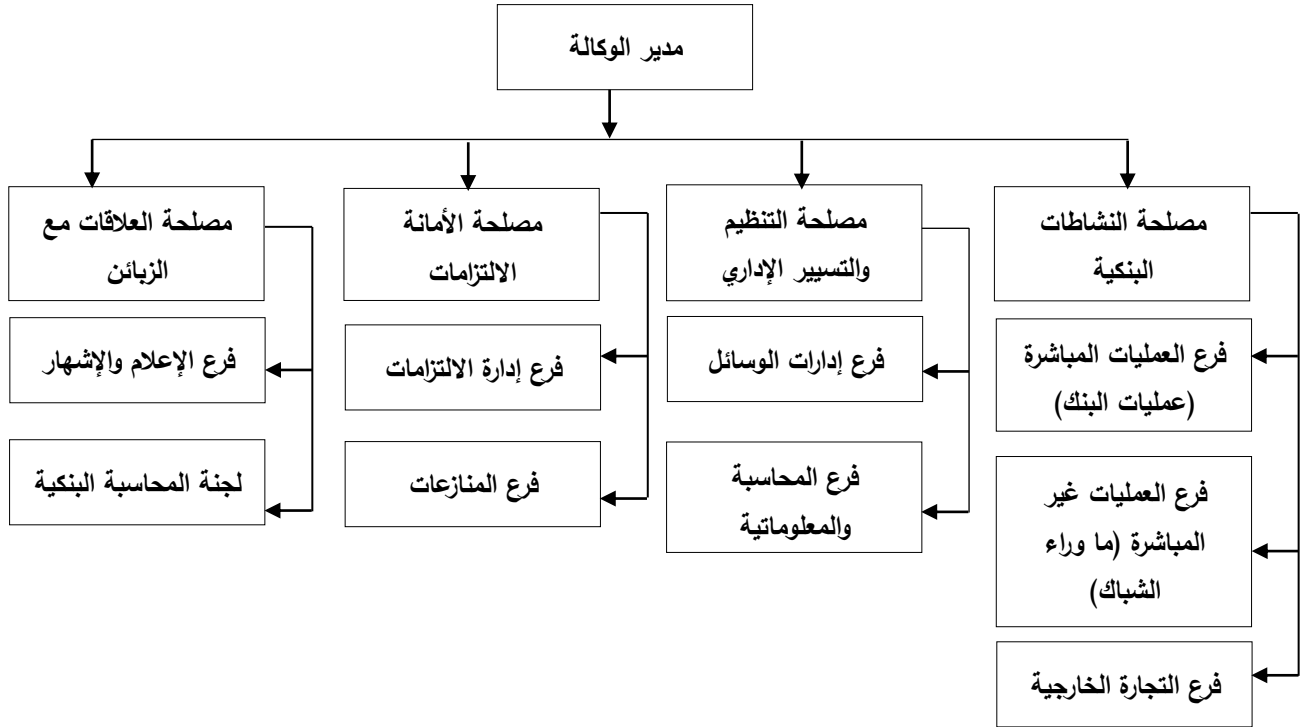 مدير الوكالة
مصلحة النشاطات
البنكية
مصلحة التنظيم
والتسيير الإداري
مصلحة الأمانة
الالتزامات
مصلحة العلاقات مع
الزبائن
فرع العمليات المباشرة
(عمليات البنك)
فرع إدارات الوسائل
فرع إدارة الالتزامات
فرع الإعلام والإشهار
فرع العمليات غير
المباشرة (ما وراء
الشباك)
فرع المحاسبة
والمعلوماتية
فرع المنازعات
لجنة المحاسبة البنكية
فرع التجارة الخارجية